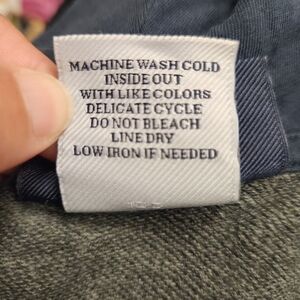 MACHINE WASH COLD
INSIDE OUT
WITH LIKE COLORS
DELICATE CYCLE
DO NOT BLEACH
LINE DRY
LOW IRON IF NEEDED